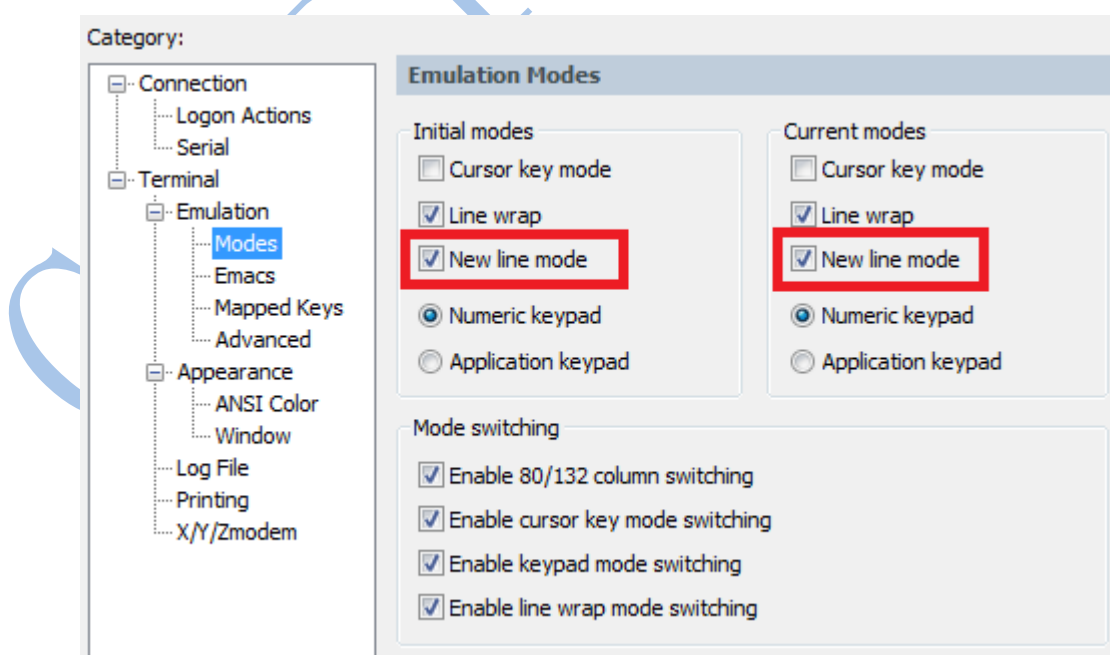 Category:
Connection
Logon Actions
Serial
Terminal
Emulation
Modes
Emacs
Mapped Keys
Advanced
Appearance
ANSI Color
Window
Log File
Printing
X/Y/Zmodem
Emulation Modes
Initial modes
Cursor key mode
Line wrap
New line mode
Numeric keypad
Application keypad
Current modes
Cursor key mode
Line wrap
New line mode
Numeric keypad
Application keypad
Mode switching
Enable 80/132 column switching
Enable cursor key mode switching
Enable keypad mode switching
Enable line wrap mode switching